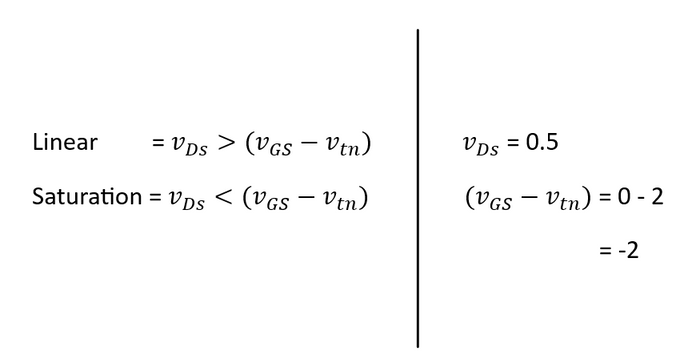 Linear = v_Ds > (v_GS − v_tn)
Saturation = v_Ds < (v_GS − v_tn)
v_Ds = 0.5
(v_GS − v_tn) = 0 - 2
= -2